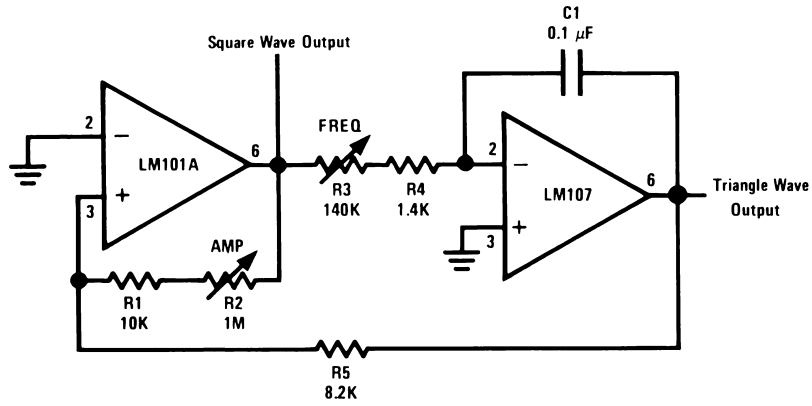 C1
0.1 μF
Square Wave Output
2
−
LM101A
6
+
3
FREQ
R3
140K
R4
1.4K
2
−
LM107
6
3
+
Triangle Wave
Output
AMP
R1
10K
R2
1M
R5
8.2K